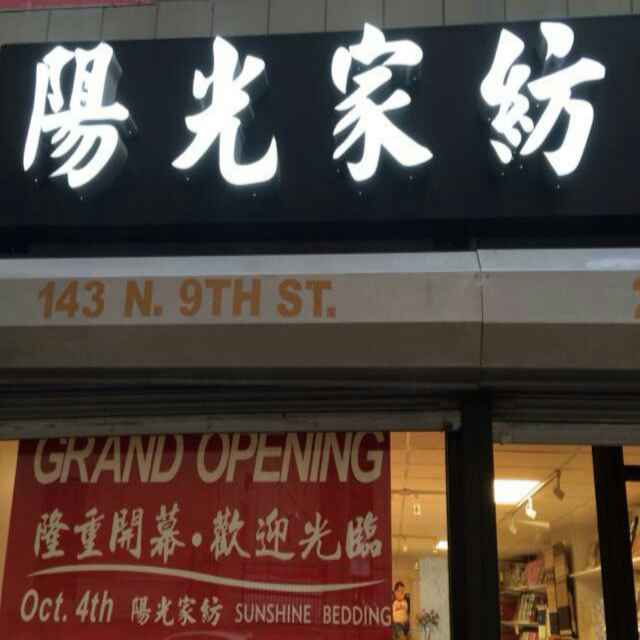 陽光家紡
143 N. 9TH ST.
GRAND OPENING
隆重開幕•歡迎光臨
Oct. 4th 陽光家紡 SUNSHINE BEDDING